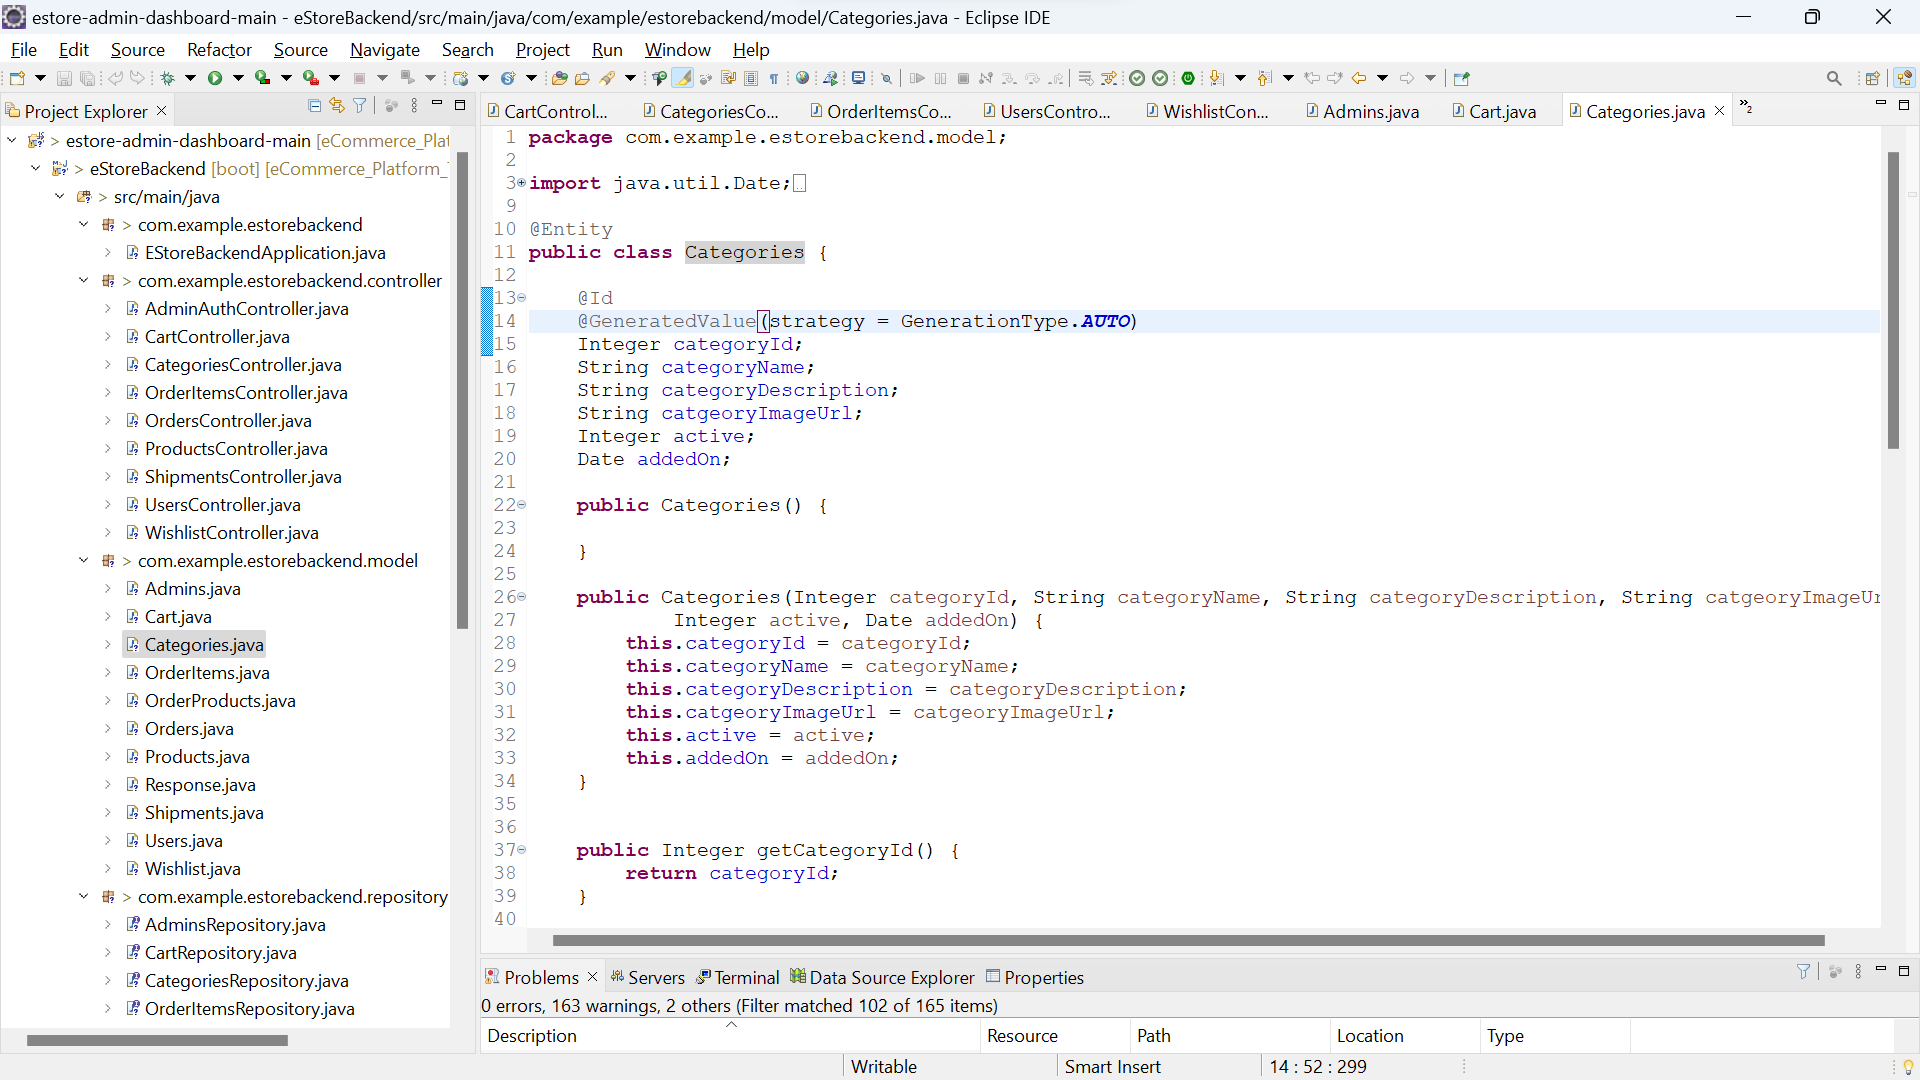 estore-admin-dashboard-main - eStoreBackend/src/main/java/com/example/estorebackend/model/Categories.java - Eclipse IDE
File Edit Source Refactor Source Navigate Search Project Run Window Help
Project Explorer
estore-admin-dashboard-main [eCommerce_Plat
eStoreBackend [boot] [eCommerce_Platform_
src/main/java
com.example.estorebackend
EStoreBackendApplication.java
com.example.estorebackend.controller
AdminAuthController.java
CartController.java
CategoriesController.java
OrderItemsController.java
OrdersController.java
ProductsController.java
ShipmentsController.java
UsersController.java
WishlistController.java
com.example.estorebackend.model
Admins.java
Cart.java
Categories.java
OrderItems.java
OrderProducts.java
Orders.java
Products.java
Response.java
Shipments.java
Users.java
Wishlist.java
com.example.estorebackend.repository
AdminsRepository.java
CartRepository.java
CategoriesRepository.java
OrderItemsRepository.java
CartControl... CategoriesCo... OrderItemsCo... UsersContro... WishlistCon... Admins.java Cart.java Categories.java »2
1 package com.example.estorebackend.model;
2
3 import java.util.Date;
9
10 @Entity
11 public class Categories {
12
13 @Id
14 @GeneratedValue(strategy = GenerationType.AUTO)
15 Integer categoryId;
16 String categoryName;
17 String categoryDescription;
18 String catgeoryImageUrl;
19 Integer active;
20 Date addedOn;
21
22 public Categories() {
23
24 }
25
26 public Categories(Integer categoryId, String categoryName, String categoryDescription, String catgeoryImageUr
27 Integer active, Date addedOn) {
28 this.categoryId = categoryId;
29 this.categoryName = categoryName;
30 this.categoryDescription = categoryDescription;
31 this.catgeoryImageUrl = catgeoryImageUrl;
32 this.active = active;
33 this.addedOn = addedOn;
34 }
35
36
37 public Integer getCategoryId() {
38 return categoryId;
39 }
40
Problems Servers Terminal Data Source Explorer Properties
0 errors, 163 warnings, 2 others (Filter matched 102 of 165 items)
Description Resource Path Location Type
Writable Smart Insert 14 : 52 : 299